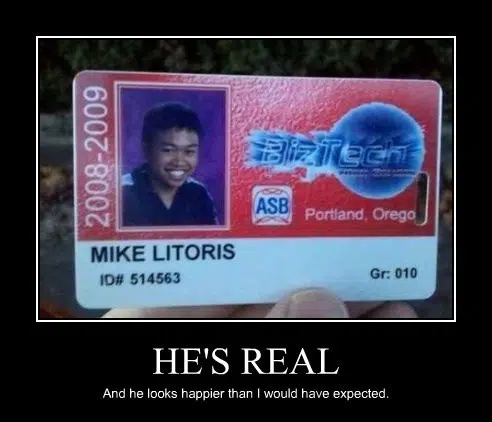 2008-2009
BizTech
ASB
Portland, Orego
MIKE LITORIS
ID# 514563
Gr: 010
HE'S REAL
And he looks happier than I would have expected.